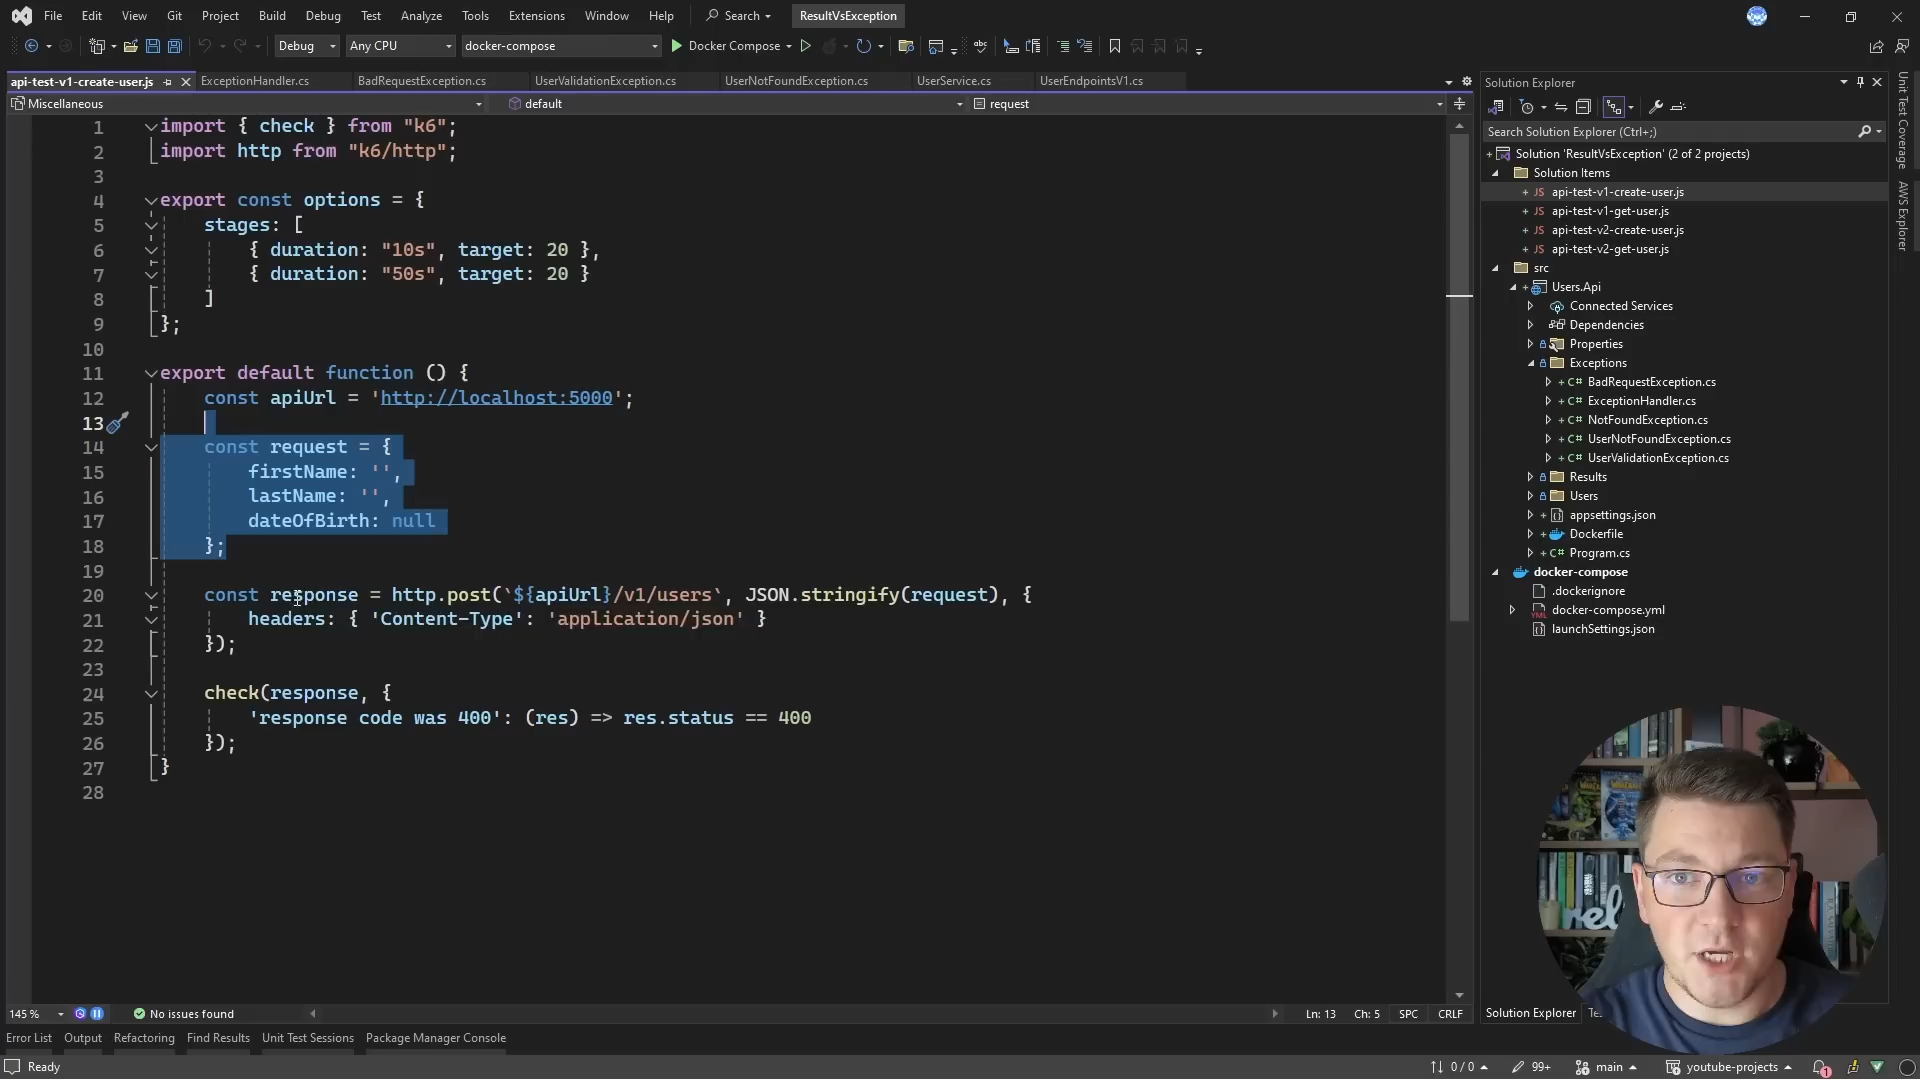 File Edit View Git Project Build Debug Test Analyze Tools Extensions Window Help Search ResultVsException
Debug Any CPU docker-compose Docker Compose
api-test-v1-create-user.js ExceptionHandler.cs BadRequestException.cs UserValidationException.cs UserNotFoundException.cs UserService.cs UserEndpointsV1.cs
Miscellaneous default request
1 import { check } from "k6";
2 import http from "k6/http";
3
4 export const options = {
5 stages: [
6 { duration: "10s", target: 20 },
7 { duration: "50s", target: 20 }
8 ]
9 };
10
11 export default function () {
12 const apiUrl = 'http://localhost:5000';
13
14 const request = {
15 firstName: '',
16 lastName: '',
17 dateOfBirth: null
18 };
19
20 const response = http.post(`${apiUrl}/v1/users`, JSON.stringify(request), {
21 headers: { 'Content-Type': 'application/json' }
22 });
23
24 check(response, {
25 'response code was 400': (res) => res.status == 400
26 });
27 }
28
145 % No issues found Ln: 13 Ch: 5 SPC CRLF
Error List Output Refactoring Find Results Unit Test Sessions Package Manager Console
Ready 0 / 0 99+ main youtube-projects 1
Solution Explorer
Search Solution Explorer (Ctrl+;)
Solution 'ResultVsException' (2 of 2 projects)
Solution Items
JS api-test-v1-create-user.js
JS api-test-v1-get-user.js
JS api-test-v2-create-user.js
JS api-test-v2-get-user.js
src
Users.Api
Connected Services
Dependencies
Properties
Exceptions
C# BadRequestException.cs
C# ExceptionHandler.cs
C# NotFoundException.cs
C# UserNotFoundException.cs
C# UserValidationException.cs
Results
Users
appsettings.json
Dockerfile
C# Program.cs
docker-compose
.dockerignore
YML docker-compose.yml
launchSettings.json
Solution Explorer
Unit Test Coverage
AWS Explorer